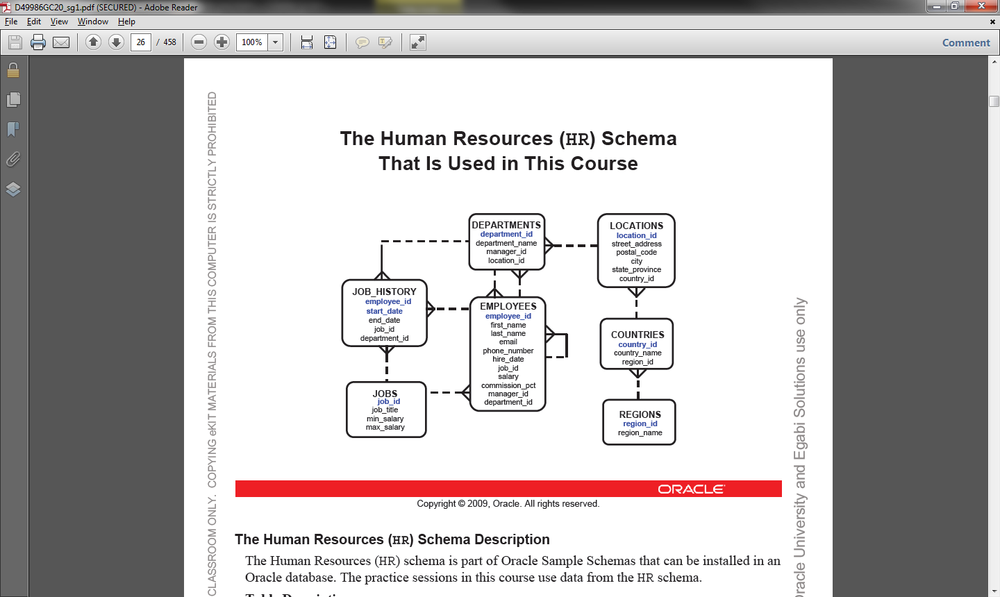 D49986GC20_sg1.pdf (SECURED) - Adobe Reader
File Edit View Window Help
26 / 458 100% Comment
CLASSROOM ONLY. COPYING eKIT MATERIALS FROM THIS COMPUTER IS STRICTLY PROHIBITED
The Human Resources (HR) Schema
That Is Used in This Course
DEPARTMENTS
department_id
department_name
manager_id
location_id
LOCATIONS
location_id
street_address
postal_code
city
state_province
country_id
JOB_HISTORY
employee_id
start_date
end_date
job_id
department_id
EMPLOYEES
employee_id
first_name
last_name
email
phone_number
hire_date
job_id
salary
commission_pct
manager_id
department_id
COUNTRIES
country_id
country_name
region_id
JOBS
job_id
job_title
min_salary
max_salary
REGIONS
region_id
region_name
ORACLE
Copyright © 2009, Oracle. All rights reserved.
The Human Resources (HR) Schema Description
The Human Resources (HR) schema is part of Oracle Sample Schemas that can be installed in an
Oracle database. The practice sessions in this course use data from the HR schema.
University and Egabi Solutions use only